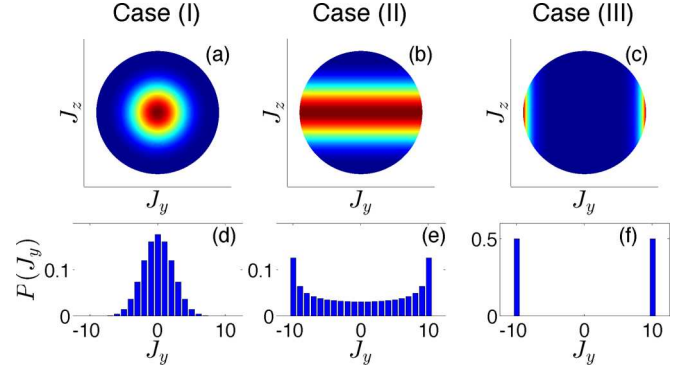 Case (I) Case (II) Case (III)
(a) (b) (c)
J_z J_z J_z
J_y J_y J_y
(d) (e) (f)
P(J_y)
0.1 0.1 0.5
0 0 0
-10 0 10 -10 0 10 -10 0 10
J_y J_y J_y